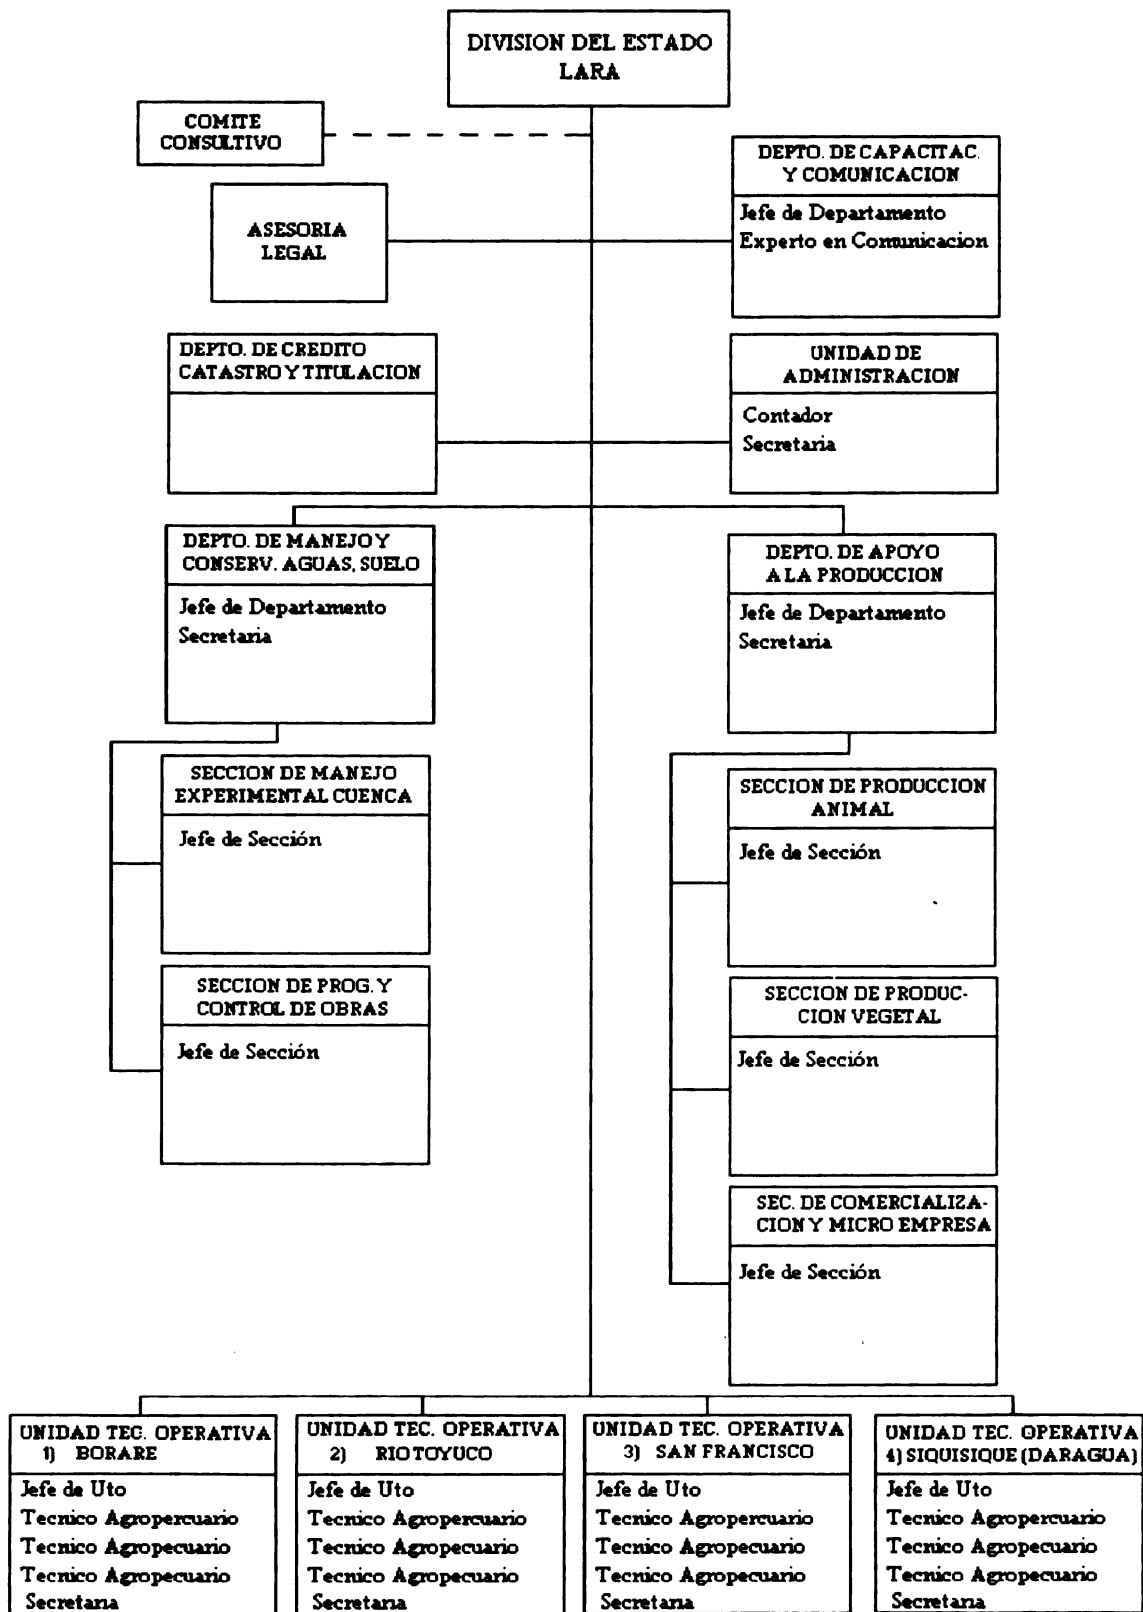 DIVISION DEL ESTADO
LARA
COMITE
CONSULTIVO
DEPTO. DE CAPACITAC.
Y COMUNICACION
Jefe de Departamento
Experto en Comunicacion
ASESORIA
LEGAL
DEPTO. DE CREDITO
CATASTRO Y TITULACION
UNIDAD DE
ADMINISTRACION
Contador
Secretaria
DEPTO. DE MANEJO Y
CONSERV. AGUAS, SUELO
Jefe de Departamento
Secretaria
DEPTO. DE APOYO
A LA PRODUCCION
Jefe de Departamento
Secretaria
SECCION DE MANEJO
EXPERIMENTAL CUENCA
Jefe de Sección
SECCION DE PROG. Y
CONTROL DE OBRAS
Jefe de Sección
SECCION DE PRODUCCION
ANIMAL
Jefe de Sección
SECCION DE PRODUC-
CION VEGETAL
Jefe de Sección
SEC. DE COMERCIALIZA-
CION Y MICRO EMPRESA
Jefe de Sección
UNIDAD TEC. OPERATIVA
1) BORARE
Jefe de Uto
Tecnico Agropercuario
Tecnico Agropecuario
Tecnico Agropecuario
Secretaria
UNIDAD TEC. OPERATIVA
2) RIO TOYUCO
Jefe de Uto
Tecnico Agropercuario
Tecnico Agropecuario
Tecnico Agropecuario
Secretaria
UNIDAD TEC. OPERATIVA
3) SAN FRANCISCO
Jefe de Uto
Tecnico Agropercuario
Tecnico Agropecuario
Tecnico Agropecuario
Secretaria
UNIDAD TEC. OPERATIVA
4) SIQUISIQUE (DARAGUA)
Jefe de Uto
Tecnico Agropercuario
Tecnico Agropecuario
Tecnico Agropecuario
Secretaria